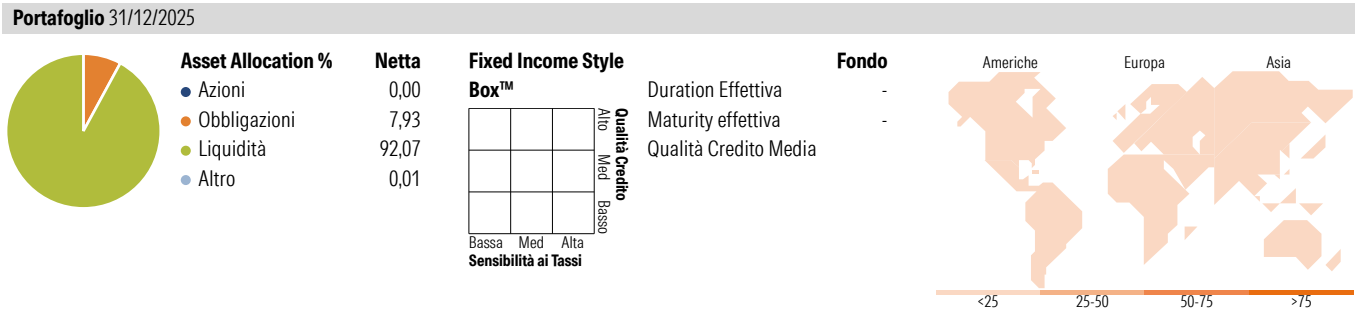 Portafoglio 31/12/2025
Asset Allocation % Netta
Azioni 0,00
Obbligazioni 7,93
Liquidità 92,07
Altro 0,01
Fixed Income Style
Box™
Alto Med Basso
Qualità Credito
Bassa Med Alta
Sensibilità ai Tassi
Fondo
Duration Effettiva -
Maturity effettiva -
Qualità Credito Media
Americhe Europa Asia
<25 25-50 50-75 >75